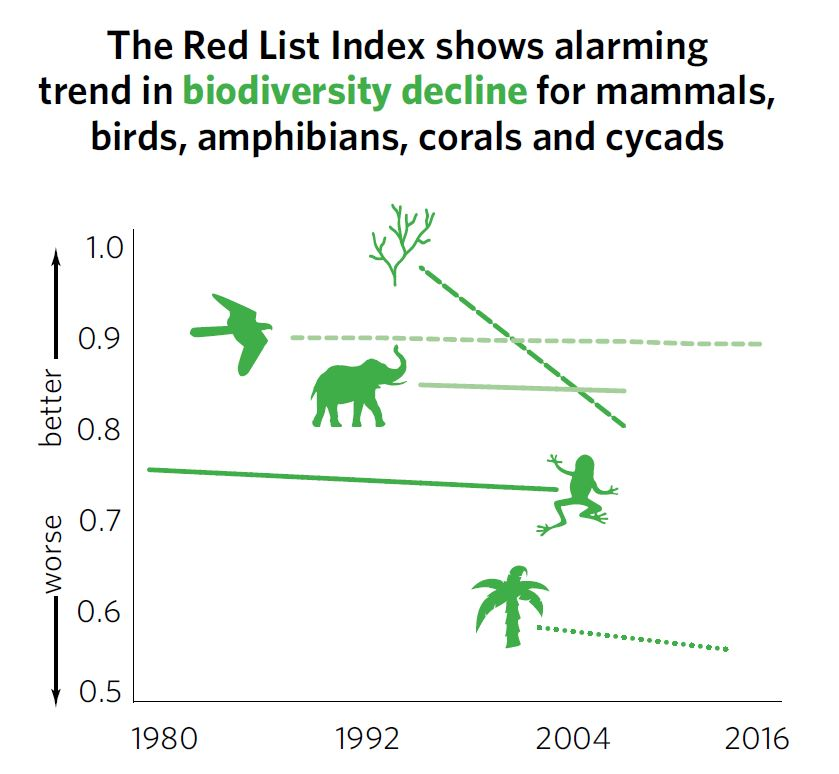 The Red List Index shows alarming
trend in biodiversity decline for mammals,
birds, amphibians, corals and cycads
1.0
0.9
0.8
0.7
0.6
0.5
better
worse
1980 1992 2004 2016